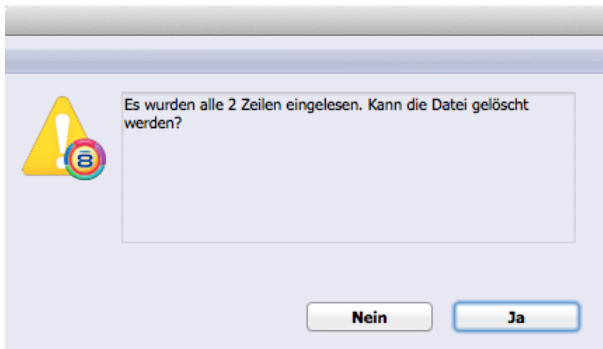 Es wurden alle 2 Zeilen eingelesen. Kann die Datei gelöscht
werden?
Nein
Ja